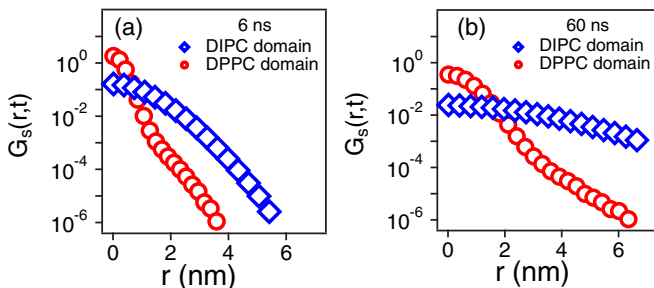 (a) 6 ns
DIPC domain
DPPC domain
G_s(r,t)
10^0
10^-2
10^-4
10^-6
0 2 4 6
r (nm)
(b) 60 ns
DIPC domain
DPPC domain
G_s(r,t)
10^0
10^-2
10^-4
10^-6
0 2 4 6
r (nm)